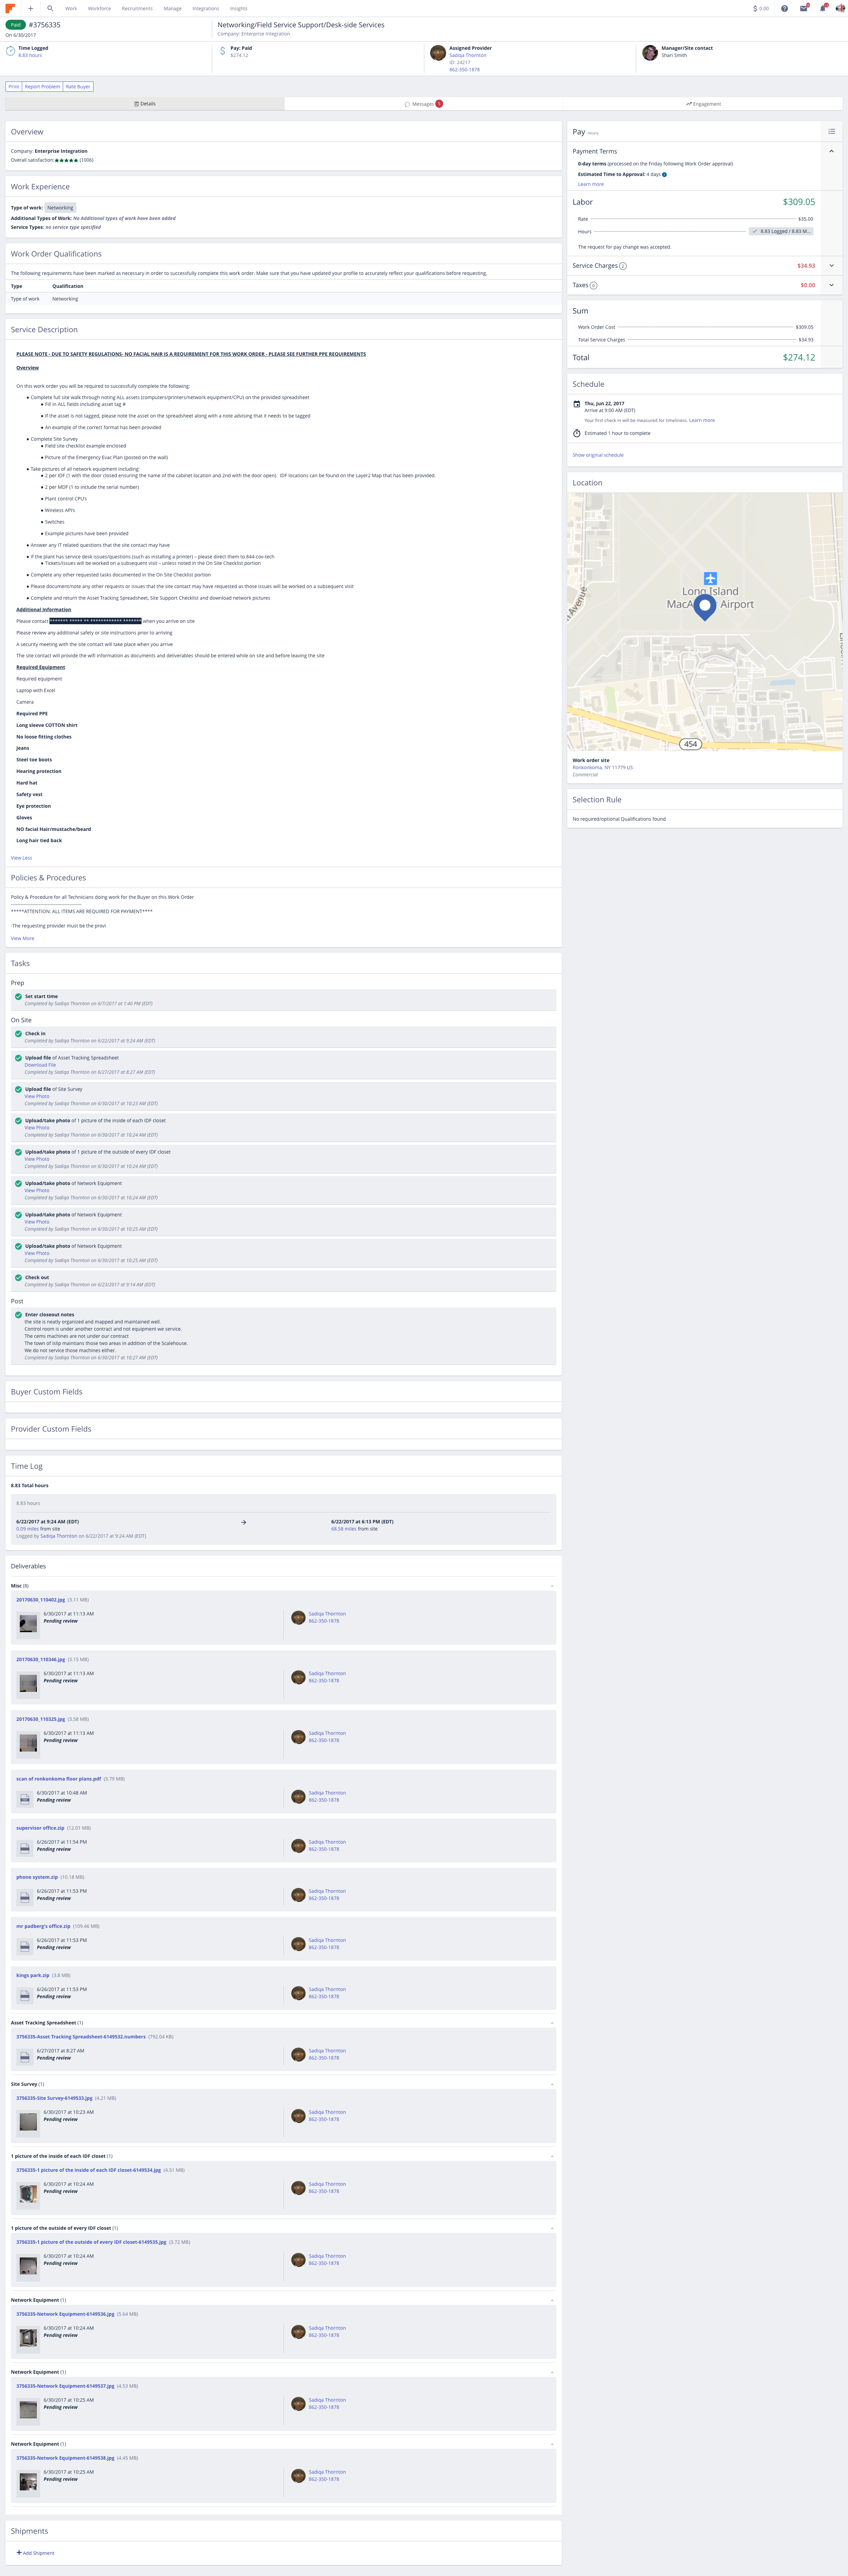 Work Workforce Recruitments Manage Integrations Insights
0.00
Paid #3756335
On 6/30/2017
Networking/Field Service Support/Desk-side Services
Company: Enterprise Integration
Time Logged
8.83 hours
Pay: Paid
$274.12
Assigned Provider
Sadiqa Thornton
ID: 24217
862-350-1878
Manager/Site contact
Shari Smith
Print Report Problem Rate Buyer
Details
Messages
Engagement
Overview
Company: Enterprise Integration
Overall satisfaction: (1006)
Work Experience
Type of work: Networking
Additional Types of Work: No Additional types of work have been added
Service Types: no service type specified
Work Order Qualifications
The following requirements have been marked as necessary in order to successfully complete this work order. Make sure that you have updated your profile to accurately reflect your qualifications before requesting.
Type Qualification
Type of work Networking
Service Description
PLEASE NOTE - DUE TO SAFETY REGULATIONS- NO FACIAL HAIR IS A REQUIREMENT FOR THIS WORK ORDER - PLEASE SEE FURTHER PPE REQUIREMENTS
Overview
On this work order you will be required to successfully complete the following:
Complete full site walk through noting ALL assets (computers/printers/network equipment/CPU) on the provided spreadsheet
Fill in ALL fields including asset tag #
If the asset is not tagged, please note the asset on the spreadsheet along with a note advising that it needs to be tagged
An example of the correct format has been provided
Complete Site Survey
Field site checklist example enclosed
Picture of the Emergency Evac Plan (posted on the wall)
Take pictures of all network equipment including:
2 per IDF (1 with the door closed ensuring the name of the cabinet location and 2nd with the door open). IDF locations can be found on the Layer2 Map that has been provided.
2 per MDF (1 to include the serial number)
Plant control CPU's
Wireless API's
Switches
Example pictures have been provided
Answer any IT related questions that the site contact may have
If the plant has service desk issues/questions (such as installing a printer) – please direct them to 844-cov-tech
Tickets/issues will be worked on a subsequent visit – unless noted in the On Site Checklist portion
Complete any other requested tasks documented in the On Site Checklist portion
Please document/note any other requests or issues that the site contact may have requested as those issues will be worked on a subsequent visit
Complete and return the Asset Tracking Spreadsheet, Site Support Checklist and download network pictures
Additional Information
Please contact ******* ***** ** ************ ******* when you arrive on site
Please review any additional safety or site instructions prior to arriving
A security meeting with the site contact will take place when you arrive
The site contact will provide the wifi information as documents and deliverables should be entered while on site and before leaving the site
Required Equipment
Required equipment
Laptop with Excel
Camera
Required PPE
Long sleeve COTTON shirt
No loose fitting clothes
Jeans
Steel toe boots
Hearing protection
Hard hat
Safety vest
Eye protection
Gloves
NO facial Hair/mustache/beard
Long hair tied back
View Less
Policies & Procedures
Policy & Procedure for all Technicians doing work for the Buyer on this Work Order
*****ATTENTION: ALL ITEMS ARE REQUIRED FOR PAYMENT****
·The requesting provider must be the provi
View More
Tasks
Prep
Set start time
Completed by Sadiqa Thornton on 6/7/2017 at 1:40 PM (EDT)
On Site
Check in
Completed by Sadiqa Thornton on 6/22/2017 at 9:24 AM (EDT)
Upload file of Asset Tracking Spreadsheet
Download File
Completed by Sadiqa Thornton on 6/27/2017 at 8:27 AM (EDT)
Upload file of Site Survey
View Photo
Completed by Sadiqa Thornton on 6/30/2017 at 10:23 AM (EDT)
Upload/take photo of 1 picture of the inside of each IDF closet
View Photo
Completed by Sadiqa Thornton on 6/30/2017 at 10:24 AM (EDT)
Upload/take photo of 1 picture of the outside of every IDF closet
View Photo
Completed by Sadiqa Thornton on 6/30/2017 at 10:24 AM (EDT)
Upload/take photo of Network Equipment
View Photo
Completed by Sadiqa Thornton on 6/30/2017 at 10:24 AM (EDT)
Upload/take photo of Network Equipment
View Photo
Completed by Sadiqa Thornton on 6/30/2017 at 10:25 AM (EDT)
Upload/take photo of Network Equipment
View Photo
Completed by Sadiqa Thornton on 6/30/2017 at 10:25 AM (EDT)
Check out
Completed by Sadiqa Thornton on 6/23/2017 at 9:14 AM (EDT)
Post
Enter closeout notes
the site is neatly organized and mapped and maintained well.
Control room is under another contract and not equipment we service.
The cems machines are not under our contract
The town of islip maintains those two areas in addition of the Scalehouse.
We do not service those machines either.
Completed by Sadiqa Thornton on 6/30/2017 at 10:27 AM (EDT)
Buyer Custom Fields
Provider Custom Fields
Time Log
8.83 Total hours
8.83 hours
6/22/2017 at 9:24 AM (EDT)
0.09 miles from site
Logged by Sadiqa Thornton on 6/22/2017 at 9:24 AM (EDT)
6/22/2017 at 6:13 PM (EDT)
68.58 miles from site
Deliverables
Misc (8)
20170630_110402.jpg (3.11 MB)
6/30/2017 at 11:13 AM
Pending review
Sadiqa Thornton
862-350-1878
20170630_110346.jpg (3.15 MB)
6/30/2017 at 11:13 AM
Pending review
Sadiqa Thornton
862-350-1878
20170630_110325.jpg (3.58 MB)
6/30/2017 at 11:13 AM
Pending review
Sadiqa Thornton
862-350-1878
scan of ronkonkoma floor plans.pdf (3.79 MB)
6/30/2017 at 10:48 AM
Pending review
Sadiqa Thornton
862-350-1878
supervisor office.zip (12.01 MB)
6/26/2017 at 11:54 PM
Pending review
Sadiqa Thornton
862-350-1878
phone system.zip (10.18 MB)
6/26/2017 at 11:53 PM
Pending review
Sadiqa Thornton
862-350-1878
mr podberg's office.zip (109.46 MB)
6/26/2017 at 11:53 PM
Pending review
Sadiqa Thornton
862-350-1878
kings park.zip (3.8 MB)
6/26/2017 at 11:53 PM
Pending review
Sadiqa Thornton
862-350-1878
Asset Tracking Spreadsheet (1)
3756335-Asset Tracking Spreadsheet-6149532.numbers (792.04 KB)
6/27/2017 at 8:27 AM
Pending review
Sadiqa Thornton
862-350-1878
Site Survey (1)
3756335-Site Survey-6149533.jpg (4.21 MB)
6/30/2017 at 10:23 AM
Pending review
Sadiqa Thornton
862-350-1878
1 picture of the inside of each IDF closet (1)
3756335-1 picture of the inside of each IDF closet-6149534.jpg (4.51 MB)
6/30/2017 at 10:24 AM
Pending review
Sadiqa Thornton
862-350-1878
1 picture of the outside of every IDF closet (1)
3756335-1 picture of the outside of every IDF closet-6149535.jpg (3.72 MB)
6/30/2017 at 10:24 AM
Pending review
Sadiqa Thornton
862-350-1878
Network Equipment (1)
3756335-Network Equipment-6149536.jpg (5.64 MB)
6/30/2017 at 10:24 AM
Pending review
Sadiqa Thornton
862-350-1878
Network Equipment (1)
3756335-Network Equipment-6149537.jpg (4.53 MB)
6/30/2017 at 10:25 AM
Pending review
Sadiqa Thornton
862-350-1878
Network Equipment (1)
3756335-Network Equipment-6149538.jpg (4.45 MB)
6/30/2017 at 10:25 AM
Pending review
Sadiqa Thornton
862-350-1878
Shipments
Add Shipment
Pay Hourly
Payment Terms
0-day terms (processed on the Friday following Work Order approval)
Estimated Time to Approval: 4 days
Learn more
Labor $309.05
Rate $35.00
Hours 8.83 Logged / 8.83 M...
The request for pay change was accepted.
Service Charges 2 $34.93
Taxes 0 $0.00
Sum
Work Order Cost $309.05
Total Service Charges $34.93
Total $274.12
Schedule
Thu, Jun 22, 2017
Arrive at 9:00 AM (EDT)
Your first check in will be measured for timeliness. Learn more
Estimated 1 hour to complete
Show original schedule
Location
Long Island
MacA Airport
Avenue
454
Work order site
Ronkonkoma, NY 11779 US
Commercial
Selection Rule
No required/optional Qualifications found